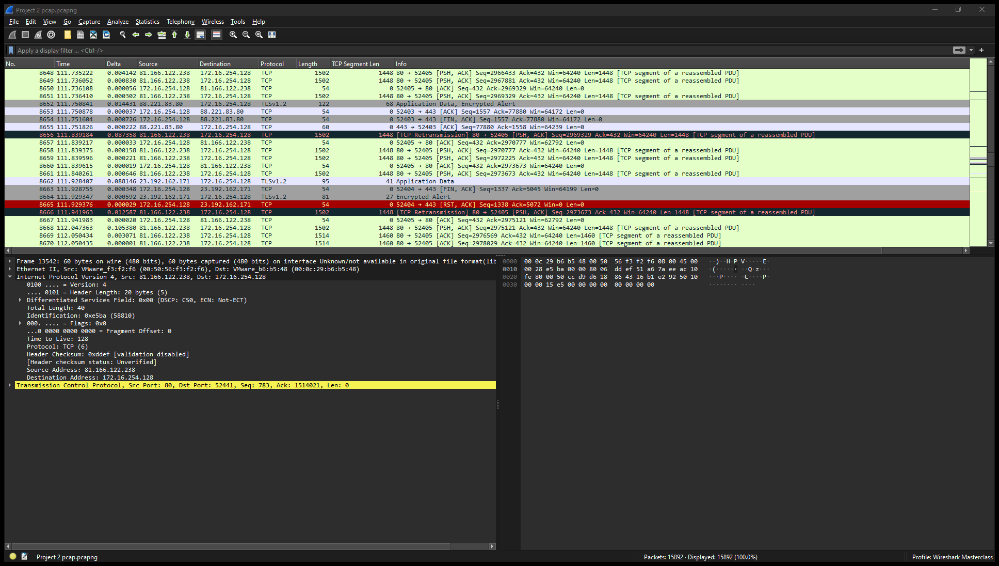 Project 2 pcap.pcapng
File Edit View Go Capture Analyze Statistics Telephony Wireless Tools Help
Apply a display filter ... <Ctrl-/>
No. Time Delta Source Destination Protocol Length TCP Segment Len Info
8648 111.735222 0.004142 81.166.122.238 172.16.254.128 TCP 1502 1448 80 → 52405 [PSH, ACK] Seq=2966433 Ack=432 Win=64240 Len=1448 [TCP segment of a reassembled PDU]
8649 111.736052 0.000830 81.166.122.238 172.16.254.128 TCP 1502 1448 80 → 52405 [PSH, ACK] Seq=2967881 Ack=432 Win=64240 Len=1448 [TCP segment of a reassembled PDU]
8650 111.736108 0.000056 172.16.254.128 81.166.122.238 TCP 54 0 52405 → 80 [ACK] Seq=432 Ack=2969329 Win=64240 Len=0
8651 111.736410 0.000302 81.166.122.238 172.16.254.128 TCP 1502 1448 80 → 52405 [PSH, ACK] Seq=2969329 Ack=432 Win=64240 Len=1448 [TCP segment of a reassembled PDU]
8652 111.750841 0.014431 88.221.83.80 172.16.254.128 TLSv1.2 122 68 Application Data, Encrypted Alert
8653 111.750878 0.000037 172.16.254.128 88.221.83.80 TCP 54 0 52403 → 443 [ACK] Seq=1557 Ack=77880 Win=64172 Len=0
8654 111.751604 0.000726 172.16.254.128 88.221.83.80 TCP 54 0 52403 → 443 [FIN, ACK] Seq=1557 Ack=77880 Win=64172 Len=0
8655 111.751826 0.000222 88.221.83.80 172.16.254.128 TCP 60 0 443 → 52403 [ACK] Seq=77880 Ack=1558 Win=64239 Len=0
8656 111.839184 0.087358 81.166.122.238 172.16.254.128 TCP 1502 1448 [TCP Retransmission] 80 → 52405 [PSH, ACK] Seq=2969329 Ack=432 Win=64240 Len=1448 [TCP segment of a reassembled PDU]
8657 111.839217 0.000033 172.16.254.128 81.166.122.238 TCP 54 0 52405 → 80 [ACK] Seq=432 Ack=2970777 Win=62792 Len=0
8658 111.839375 0.000158 81.166.122.238 172.16.254.128 TCP 1502 1448 80 → 52405 [PSH, ACK] Seq=2970777 Ack=432 Win=64240 Len=1448 [TCP segment of a reassembled PDU]
8659 111.839596 0.000221 81.166.122.238 172.16.254.128 TCP 1502 1448 80 → 52405 [PSH, ACK] Seq=2972225 Ack=432 Win=64240 Len=1448 [TCP segment of a reassembled PDU]
8660 111.839615 0.000019 172.16.254.128 81.166.122.238 TCP 54 0 52405 → 80 [ACK] Seq=432 Ack=2973673 Win=64240 Len=0
8661 111.840261 0.000646 81.166.122.238 172.16.254.128 TCP 1502 1448 80 → 52405 [PSH, ACK] Seq=2973673 Ack=432 Win=64240 Len=1448 [TCP segment of a reassembled PDU]
8662 111.928407 0.088146 23.192.162.171 172.16.254.128 TLSv1.2 95 41 Application Data
8663 111.928755 0.000348 172.16.254.128 23.192.162.171 TCP 54 0 52404 → 443 [FIN, ACK] Seq=1337 Ack=5045 Win=64199 Len=0
8664 111.929347 0.000592 23.192.162.171 172.16.254.128 TLSv1.2 81 27 Encrypted Alert
8665 111.929376 0.000029 172.16.254.128 23.192.162.171 TCP 54 0 52404 → 443 [RST, ACK] Seq=1338 Ack=5072 Win=0 Len=0
8666 111.941963 0.012587 81.166.122.238 172.16.254.128 TCP 1502 1448 [TCP Retransmission] 80 → 52405 [PSH, ACK] Seq=2973673 Ack=432 Win=64240 Len=1448 [TCP segment of a reassembled PDU]
8667 111.941983 0.000020 172.16.254.128 81.166.122.238 TCP 54 0 52405 → 80 [ACK] Seq=432 Ack=2975121 Win=62792 Len=0
8668 112.047363 0.105380 81.166.122.238 172.16.254.128 TCP 1502 1448 80 → 52405 [PSH, ACK] Seq=2975121 Ack=432 Win=64240 Len=1448 [TCP segment of a reassembled PDU]
8669 112.050434 0.003071 81.166.122.238 172.16.254.128 TCP 1514 1460 80 → 52405 [ACK] Seq=2976569 Ack=432 Win=64240 Len=1460 [TCP segment of a reassembled PDU]
8670 112.050435 0.000001 81.166.122.238 172.16.254.128 TCP 1514 1460 80 → 52405 [ACK] Seq=2978029 Ack=432 Win=64240 Len=1460 [TCP segment of a reassembled PDU]
Frame 13542: 60 bytes on wire (480 bits), 60 bytes captured (480 bits) on interface Unknown/not available in original file format(lib
Ethernet II, Src: VMware_f3:f2:f6 (00:50:56:f3:f2:f6), Dst: VMware_b6:b5:48 (00:0c:29:b6:b5:48)
Internet Protocol Version 4, Src: 81.166.122.238, Dst: 172.16.254.128
0100 .... = Version: 4
.... 0101 = Header Length: 20 bytes (5)
Differentiated Services Field: 0x00 (DSCP: CS0, ECN: Not-ECT)
Total Length: 40
Identification: 0xe5ba (58810)
000. .... = Flags: 0x0
...0 0000 0000 0000 = Fragment Offset: 0
Time to Live: 128
Protocol: TCP (6)
Header Checksum: 0xddef [validation disabled]
[Header checksum status: Unverified]
Source Address: 81.166.122.238
Destination Address: 172.16.254.128
Transmission Control Protocol, Src Port: 80, Dst Port: 52441, Seq: 783, Ack: 1514021, Len: 0
0000 00 0c 29 b6 b5 48 00 50 56 f3 f2 f6 08 00 45 00 ··)··H·P V·····E·
0010 00 28 e5 ba 00 00 80 06 dd ef 51 a6 7a ee ac 10 ·(······ ··Q·z···
0020 fe 80 00 50 cc d9 d6 18 86 43 16 b1 e2 92 50 10 ···P···· ·C····P·
0030 00 00 15 e5 00 00 00 00 00 00 00 00 ········ ····
Project 2 pcap.pcapng
Packets: 15892 · Displayed: 15892 (100.0%)
Profile: Wireshark Masterclass